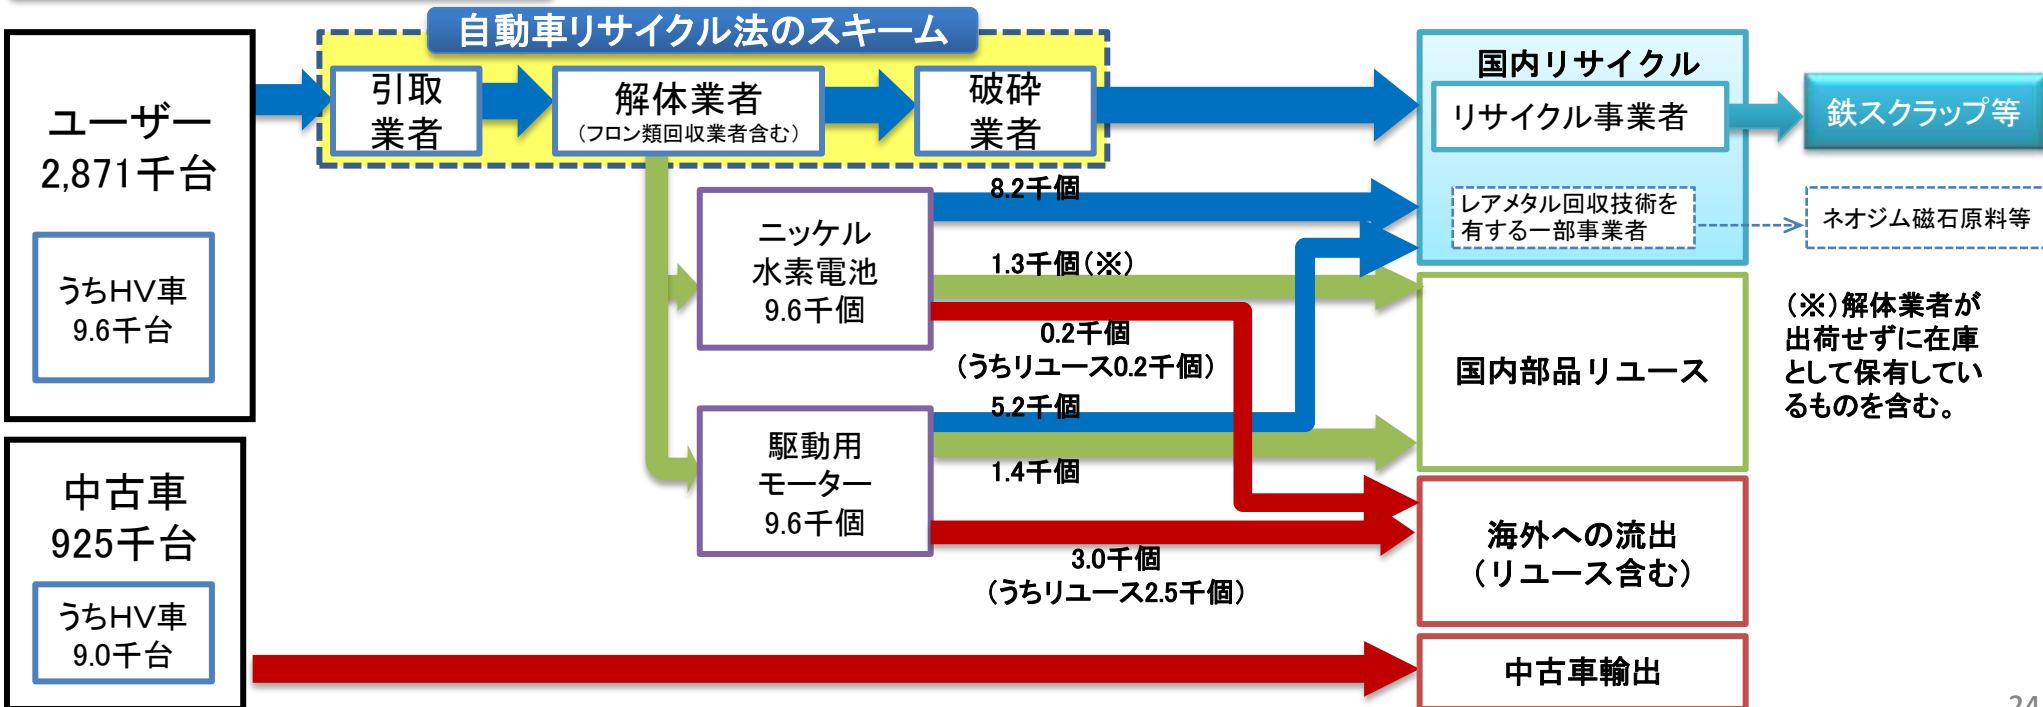 自動車リサイクル法のスキーム
ユーザー
2,871千台
うちHV車
9.6千台
中古車
925千台
うちHV車
9.0千台
引取
業者
解体業者
（フロン類回収業者含む）
破砕
業者
ニッケル
水素電池
9.6千個
駆動用
モーター
9.6千個
8.2千個
1.3千個（※）
0.2千個
（うちリユース0.2千個）
5.2千個
1.4千個
3.0千個
（うちリユース2.5千個）
国内リサイクル
リサイクル事業者
レアメタル回収技術を
有する一部事業者
鉄スクラップ等
ネオジム磁石原料等
国内部品リユース
（※）解体業者が
出荷せずに在庫
として保有してい
るものを含む。
海外への流出
（リユース含む）
中古車輸出
24